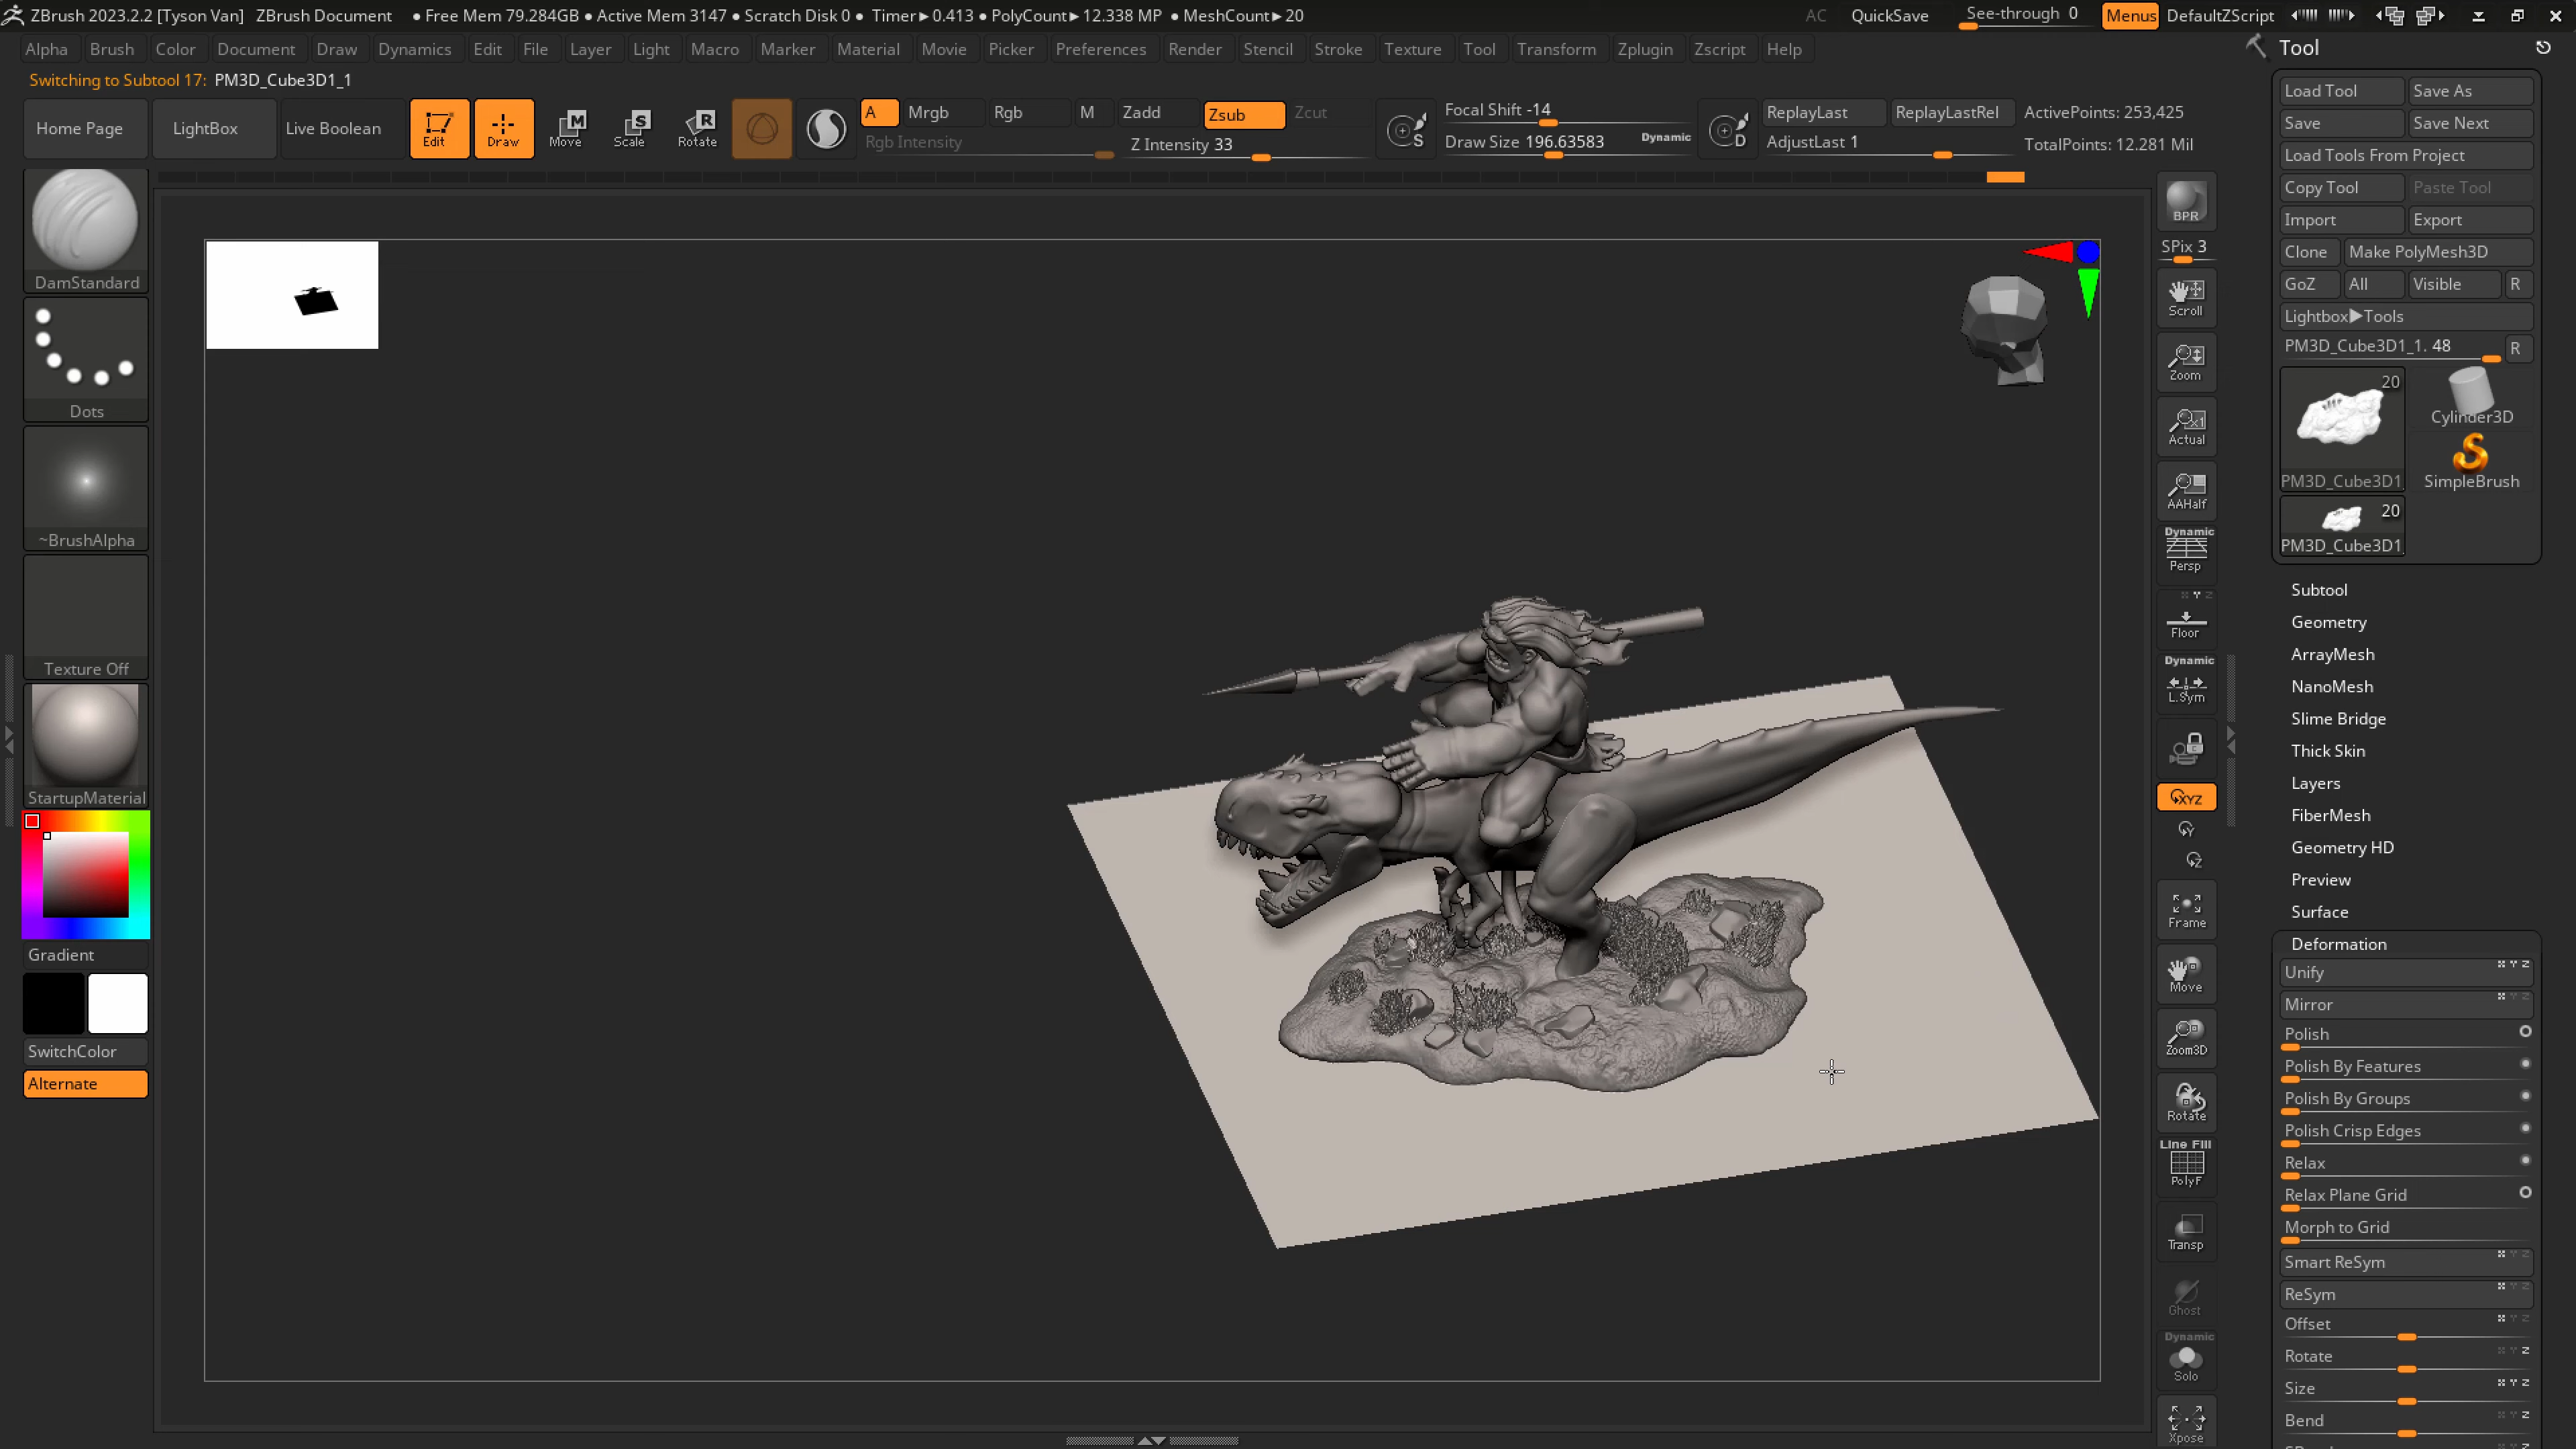 ZBrush 2023.2.2 [Tyson Van] ZBrush Document ● Free Mem 79.284GB ● Active Mem 3147 ● Scratch Disk 0 ● Timer▶0.413 ● PolyCount▶12.338 MP ● MeshCount▶20 AC QuickSave See-through 0 Menus DefaultZScript
Alpha Brush Color Document Draw Dynamics Edit File Layer Light Macro Marker Material Movie Picker Preferences Render Stencil Stroke Texture Tool Transform Zplugin Zscript Help
Switching to Subtool 17: PM3D_Cube3D1_1
Home Page LightBox Live Boolean Edit Draw Move Scale Rotate
A Mrgb Rgb M Zadd Zsub Zcut
Rgb Intensity Z Intensity 33
Focal Shift -14
Draw Size 196.63583 Dynamic
ReplayLast ReplayLastRel
AdjustLast 1
ActivePoints: 253,425
TotalPoints: 12.281 Mil
DamStandard
Dots
~BrushAlpha
Texture Off
StartupMaterial
Gradient
SwitchColor
Alternate
BPR
SPix 3
Scroll
Zoom
Actual
AAHalf
Dynamic
Persp
Floor
Dynamic
L.Sym
XYZ
Y
Z
Frame
Move
Zoom3D
Rotate
Line Fill
PolyF
Transp
Ghost
Dynamic
Solo
Xpose
Tool
Load Tool Save As
Save Save Next
Load Tools From Project
Copy Tool Paste Tool
Import Export
Clone Make PolyMesh3D
GoZ All Visible R
Lightbox▶Tools
PM3D_Cube3D1_1. 48 R
20
Cylinder3D
PM3D_Cube3D1_ SimpleBrush
20
PM3D_Cube3D1_
Subtool
Geometry
ArrayMesh
NanoMesh
Slime Bridge
Thick Skin
Layers
FiberMesh
Geometry HD
Preview
Surface
Deformation
Unify
Mirror
Polish
Polish By Features
Polish By Groups
Polish Crisp Edges
Relax
Relax Plane Grid
Morph to Grid
Smart ReSym
ReSym
Offset
Rotate
Size
Bend